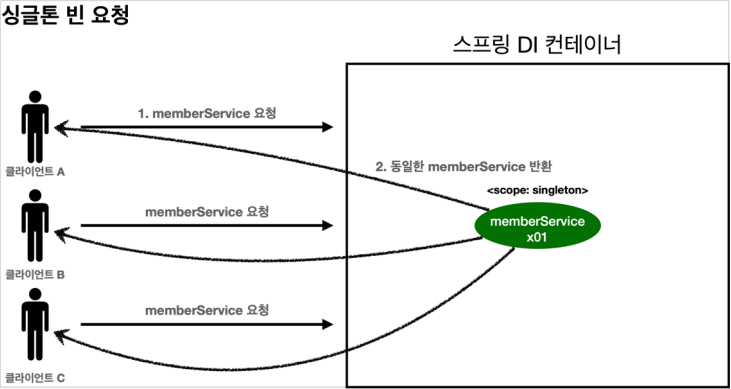 싱글톤 빈 요청
스프링 DI 컨테이너
1. memberService 요청
클라이언트 A
2. 동일한 memberService 반환
<scope: singleton>
memberService
x01
memberService 요청
클라이언트 B
memberService 요청
클라이언트 C